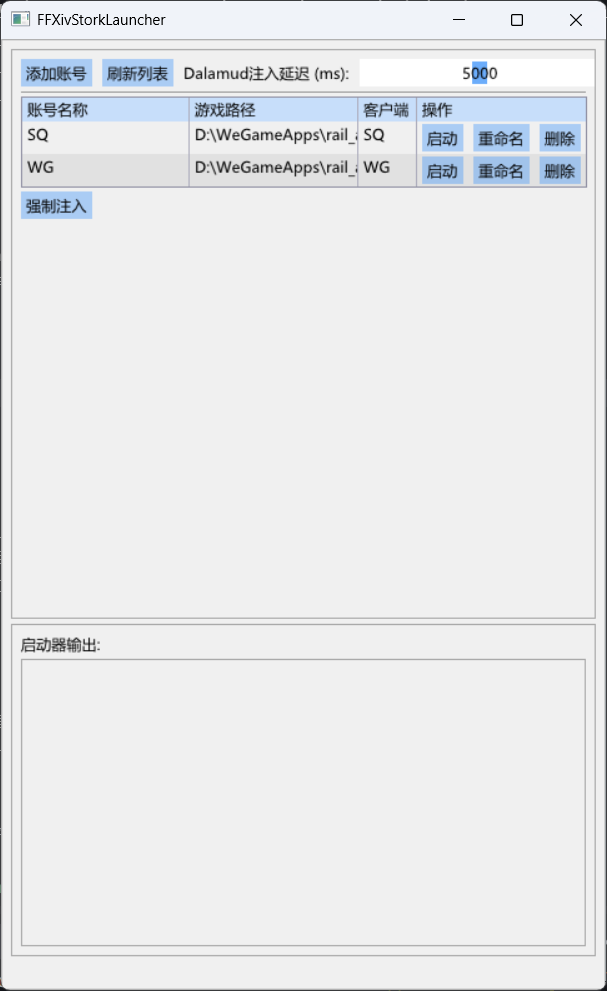 FFXivStorkLauncher
添加账号 刷新列表 Dalamud注入延迟 (ms): 5000
账号名称 游戏路径 客户端 操作
SQ D:\WeGameApps\rail_ SQ 启动 重命名 删除
WG D:\WeGameApps\rail_ WG 启动 重命名 删除
强制注入
启动器输出: